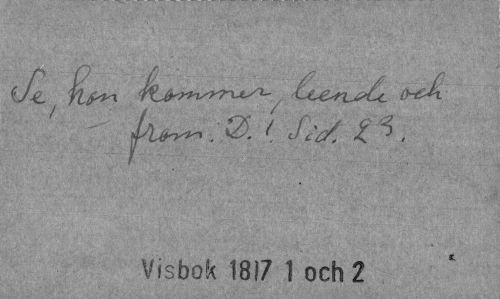 Se, hon kommer, leende och
from. D. 1. Sid. 23.
Visbok 1817 1 och 2